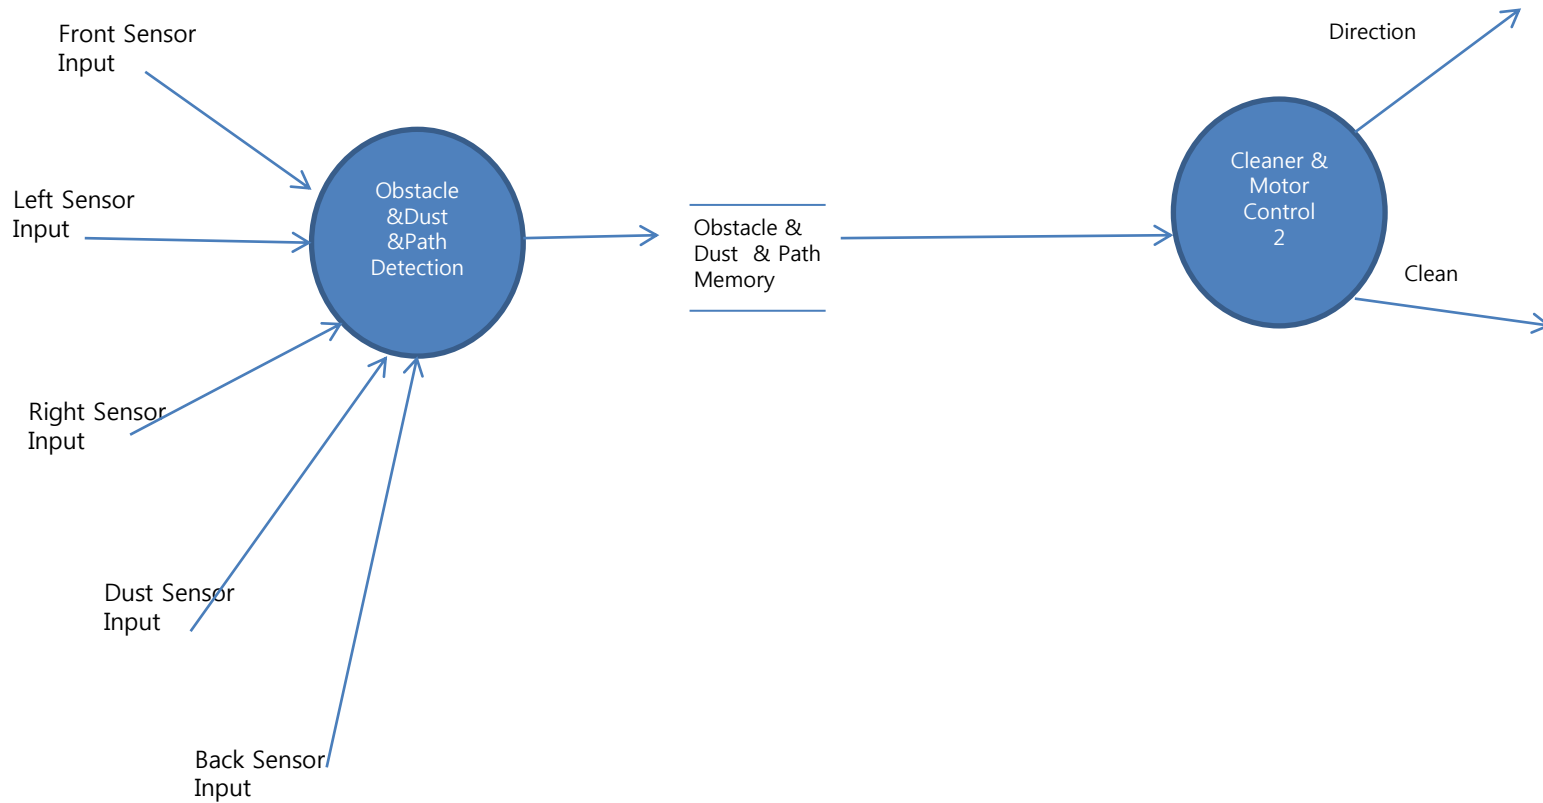 Front Sensor
Input
Left Sensor
Input
Right Sensor
Input
Dust Sensor
Input
Back Sensor
Input
Obstacle
&Dust
&Path
Detection
Obstacle &
Dust  & Path
Memory
Cleaner &
Motor
Control
2
Direction
Clean